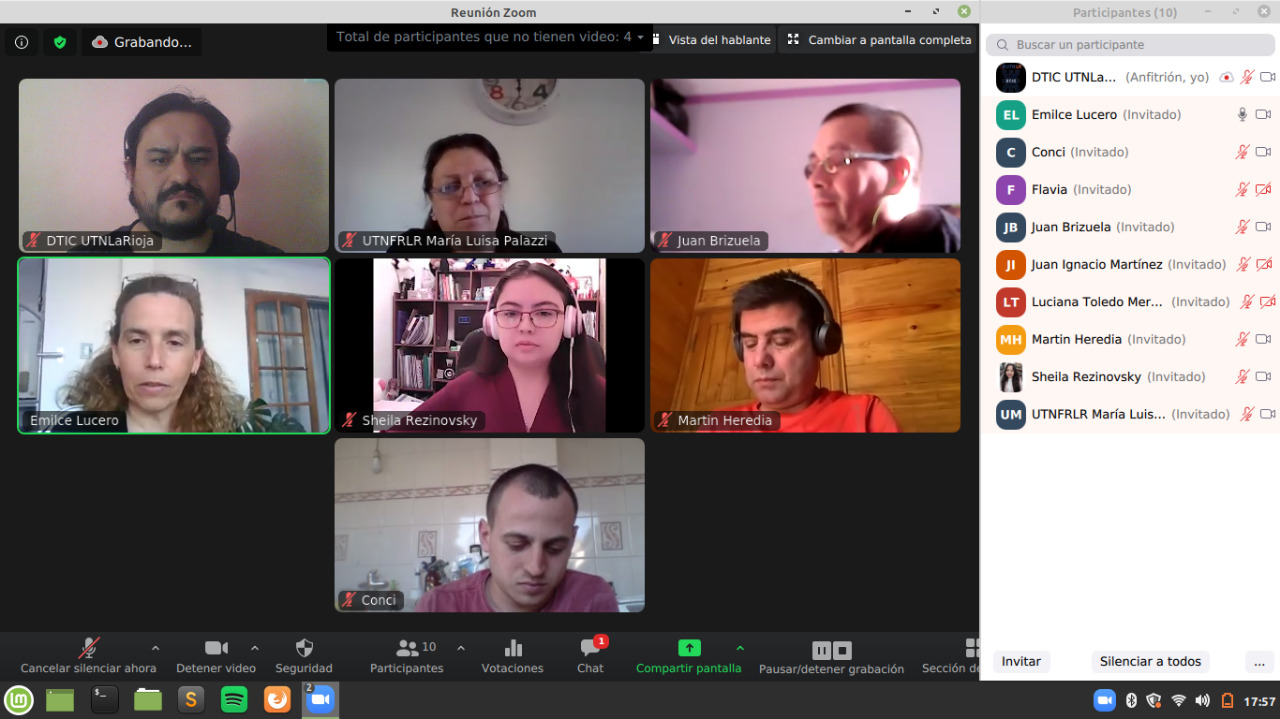 Reunión Zoom
Participantes (10)
Grabando...
Total de participantes que no tienen video: 4
Vista del hablante
Cambiar a pantalla completa
Buscar un participante
DTIC UTNLa... (Anfitrión, yo)
EL Emilce Lucero (Invitado)
C Conci (Invitado)
F Flavia (Invitado)
JB Juan Brizuela (Invitado)
JI Juan Ignacio Martínez (Invitado)
LT Luciana Toledo Mer... (Invitado)
MH Martin Heredia (Invitado)
Sheila Rezinovsky (Invitado)
UM UTNFRLR María Luis... (Invitado)
8 4
DTIC UTNLaRioja
UTNFRLR María Luisa Palazzi
Juan Brizuela
Emilce Lucero
Sheila Rezinovsky
Martin Heredia
Conci
10
1
Cancelar silenciar ahora
Detener video
Seguridad
Participantes
Votaciones
Chat
Compartir pantalla
Pausar/detener grabación
Sección de
Invitar
Silenciar a todos
...
lm
$_
S
2
17:57